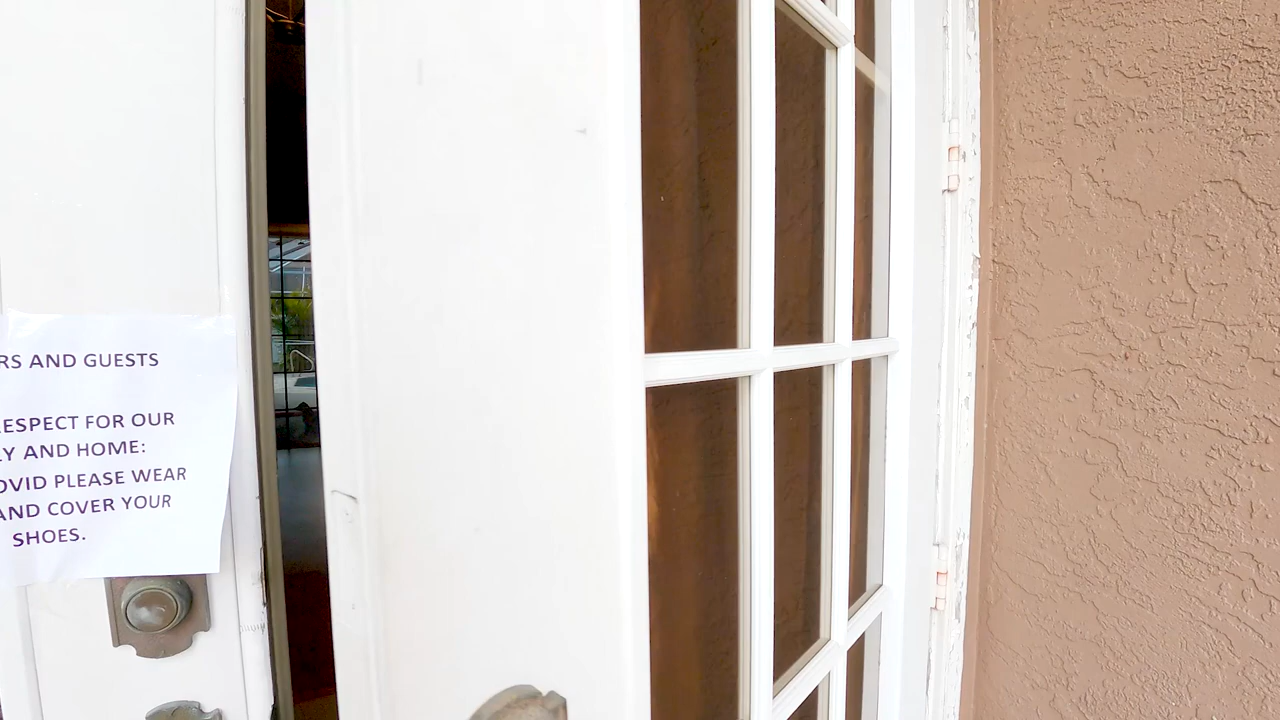 RS AND GUESTS
ESPECT FOR OUR
Y AND HOME:
OVID PLEASE WEAR
AND COVER YOUR
SHOES.